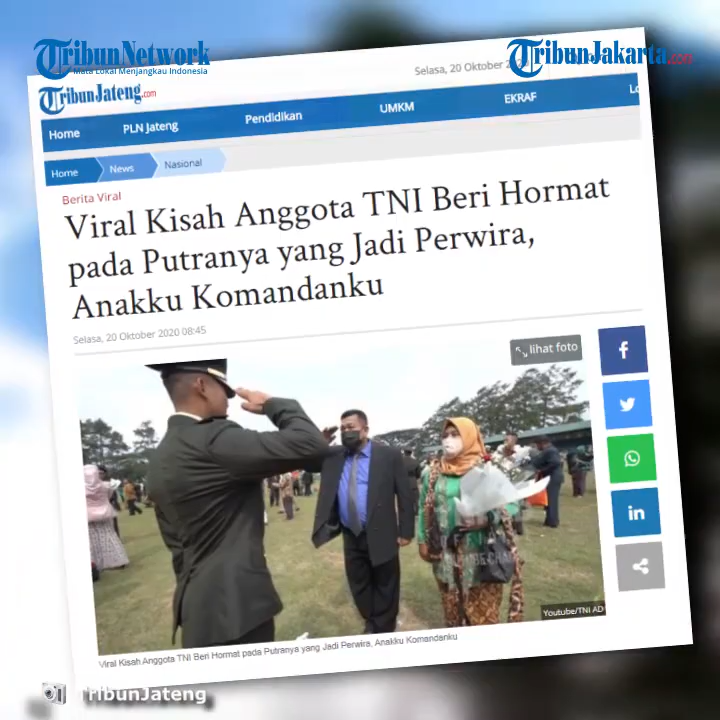 TribunNetwork
Mata Lokal Menjangkau Indonesia
TribunJakarta.com
Selasa, 20 Oktober
TribunJateng.com
Home
PLN Jateng
Pendidikan
UMKM
EKRAF
Lo
Home
News
Nasional
Berita Viral
Viral Kisah Anggota TNI Beri Hormat
pada Putranya yang Jadi Perwira,
Anakku Komandanku
Selasa, 20 Oktober 2020 08:45
lihat foto
Youtube/TNI AD
Viral Kisah Anggota TNI Beri Hormat pada Putranya yang Jadi Perwira, Anakku Komandanku
TribunJateng